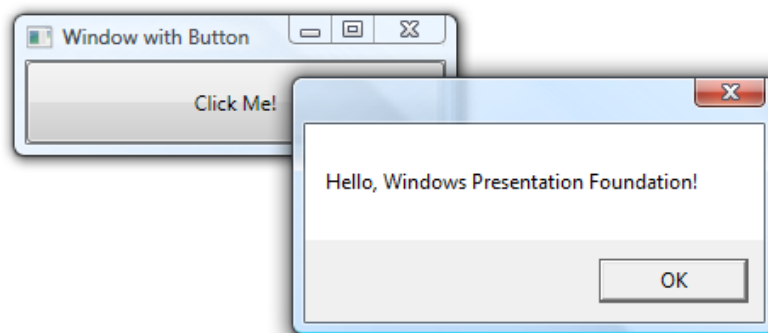 Window with Button
Click Me!
Hello, Windows Presentation Foundation!
OK